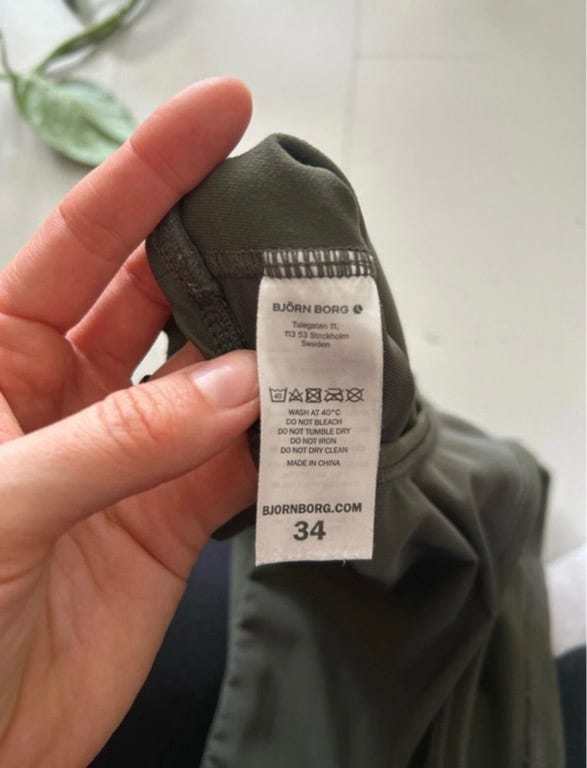 BJÖRN BORG
Tulegatan 11,
113 53 Stockholm
Sweden
40
WASH AT 40°C
DO NOT BLEACH
DO NOT TUMBLE DRY
DO NOT IRON
DO NOT DRY CLEAN
MADE IN CHINA
BJORNBORG.COM
34